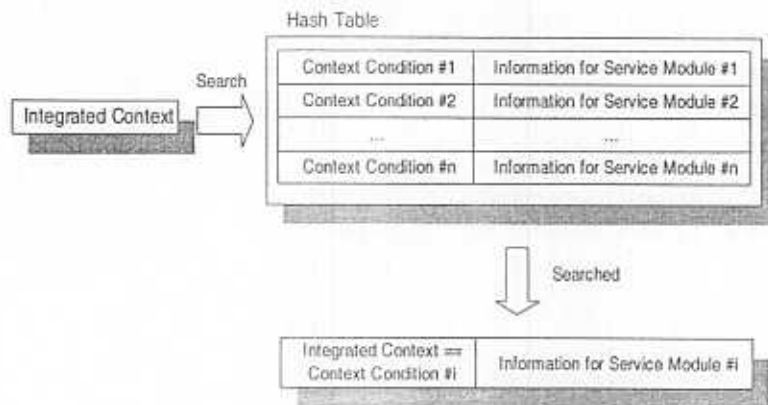 Hash Table
Context Condition #1 Information for Service Module #1
Search
Context Condition #2 Information for Service Module #2
Integrated Context
... ...
Context Condition #n Information for Service Module #n
Searched
Integrated Context ==
Context Condition #i
Information for Service Module #i